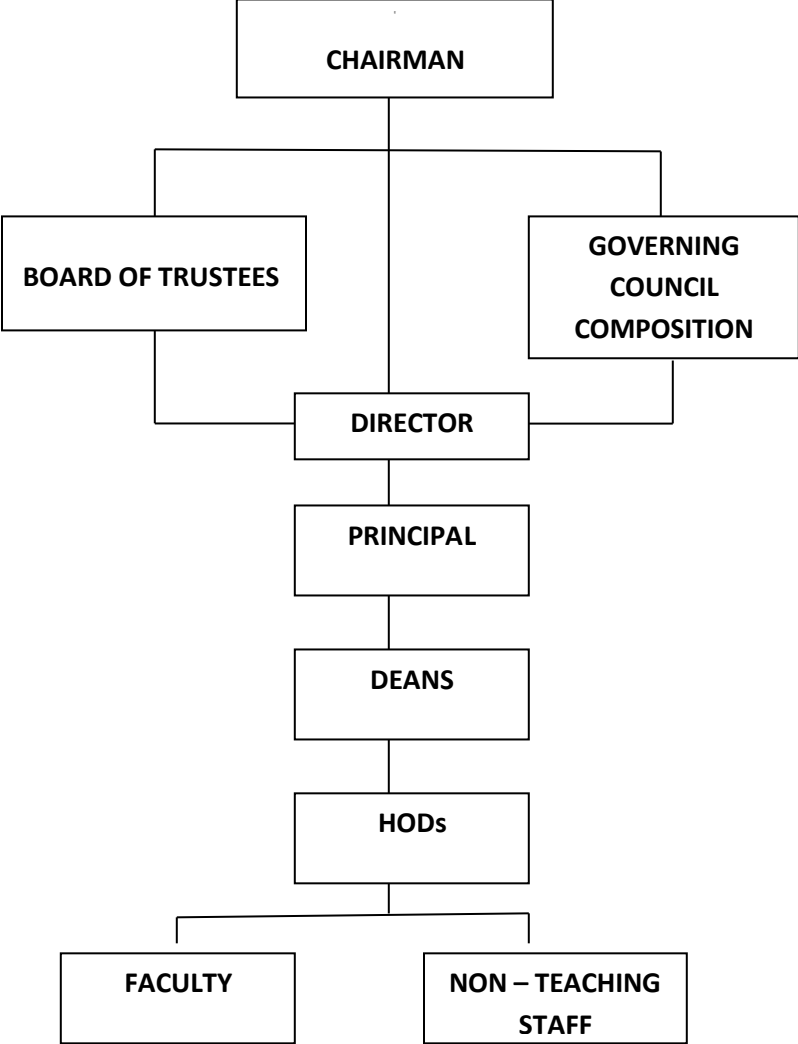 CHAIRMAN
BOARD OF TRUSTEES
GOVERNING
COUNCIL
COMPOSITION
DIRECTOR
PRINCIPAL
DEANS
HODs
FACULTY
NON – TEACHING
STAFF